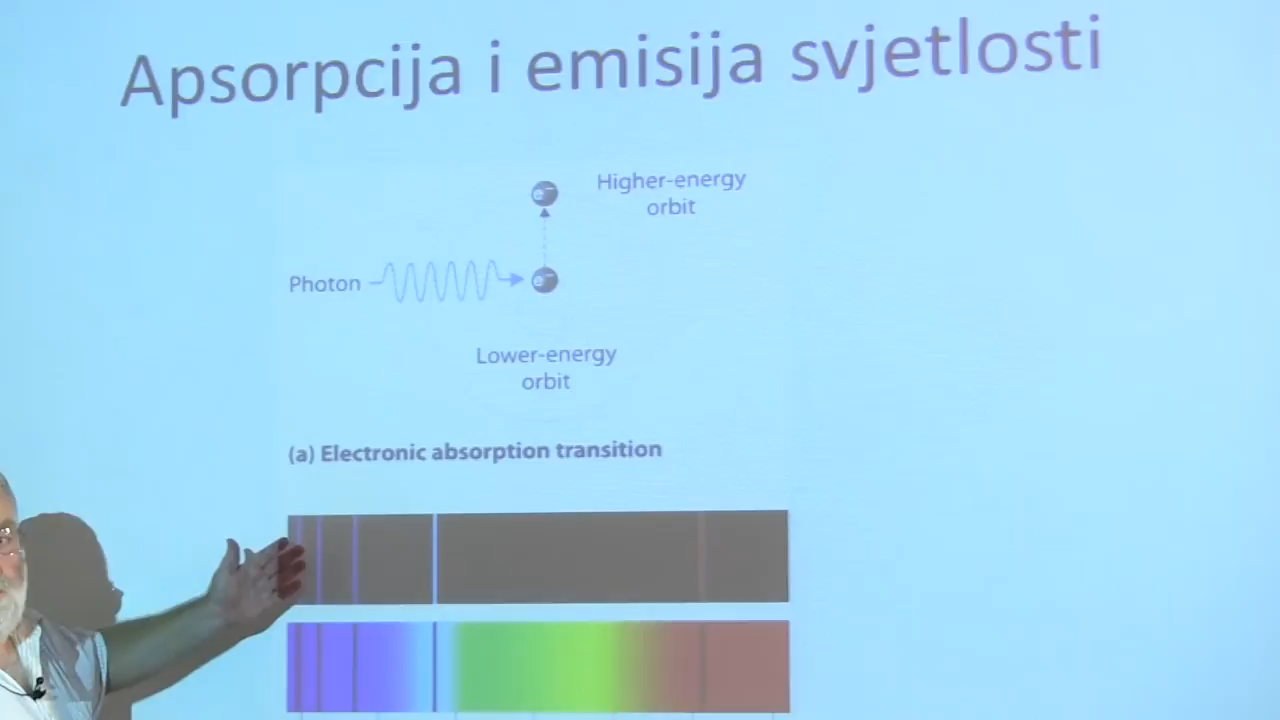 Apsorpcija i emisija svjetlosti
e⁻
Higher-energy
orbit
Photon
e⁻
Lower-energy
orbit
(a) Electronic absorption transition